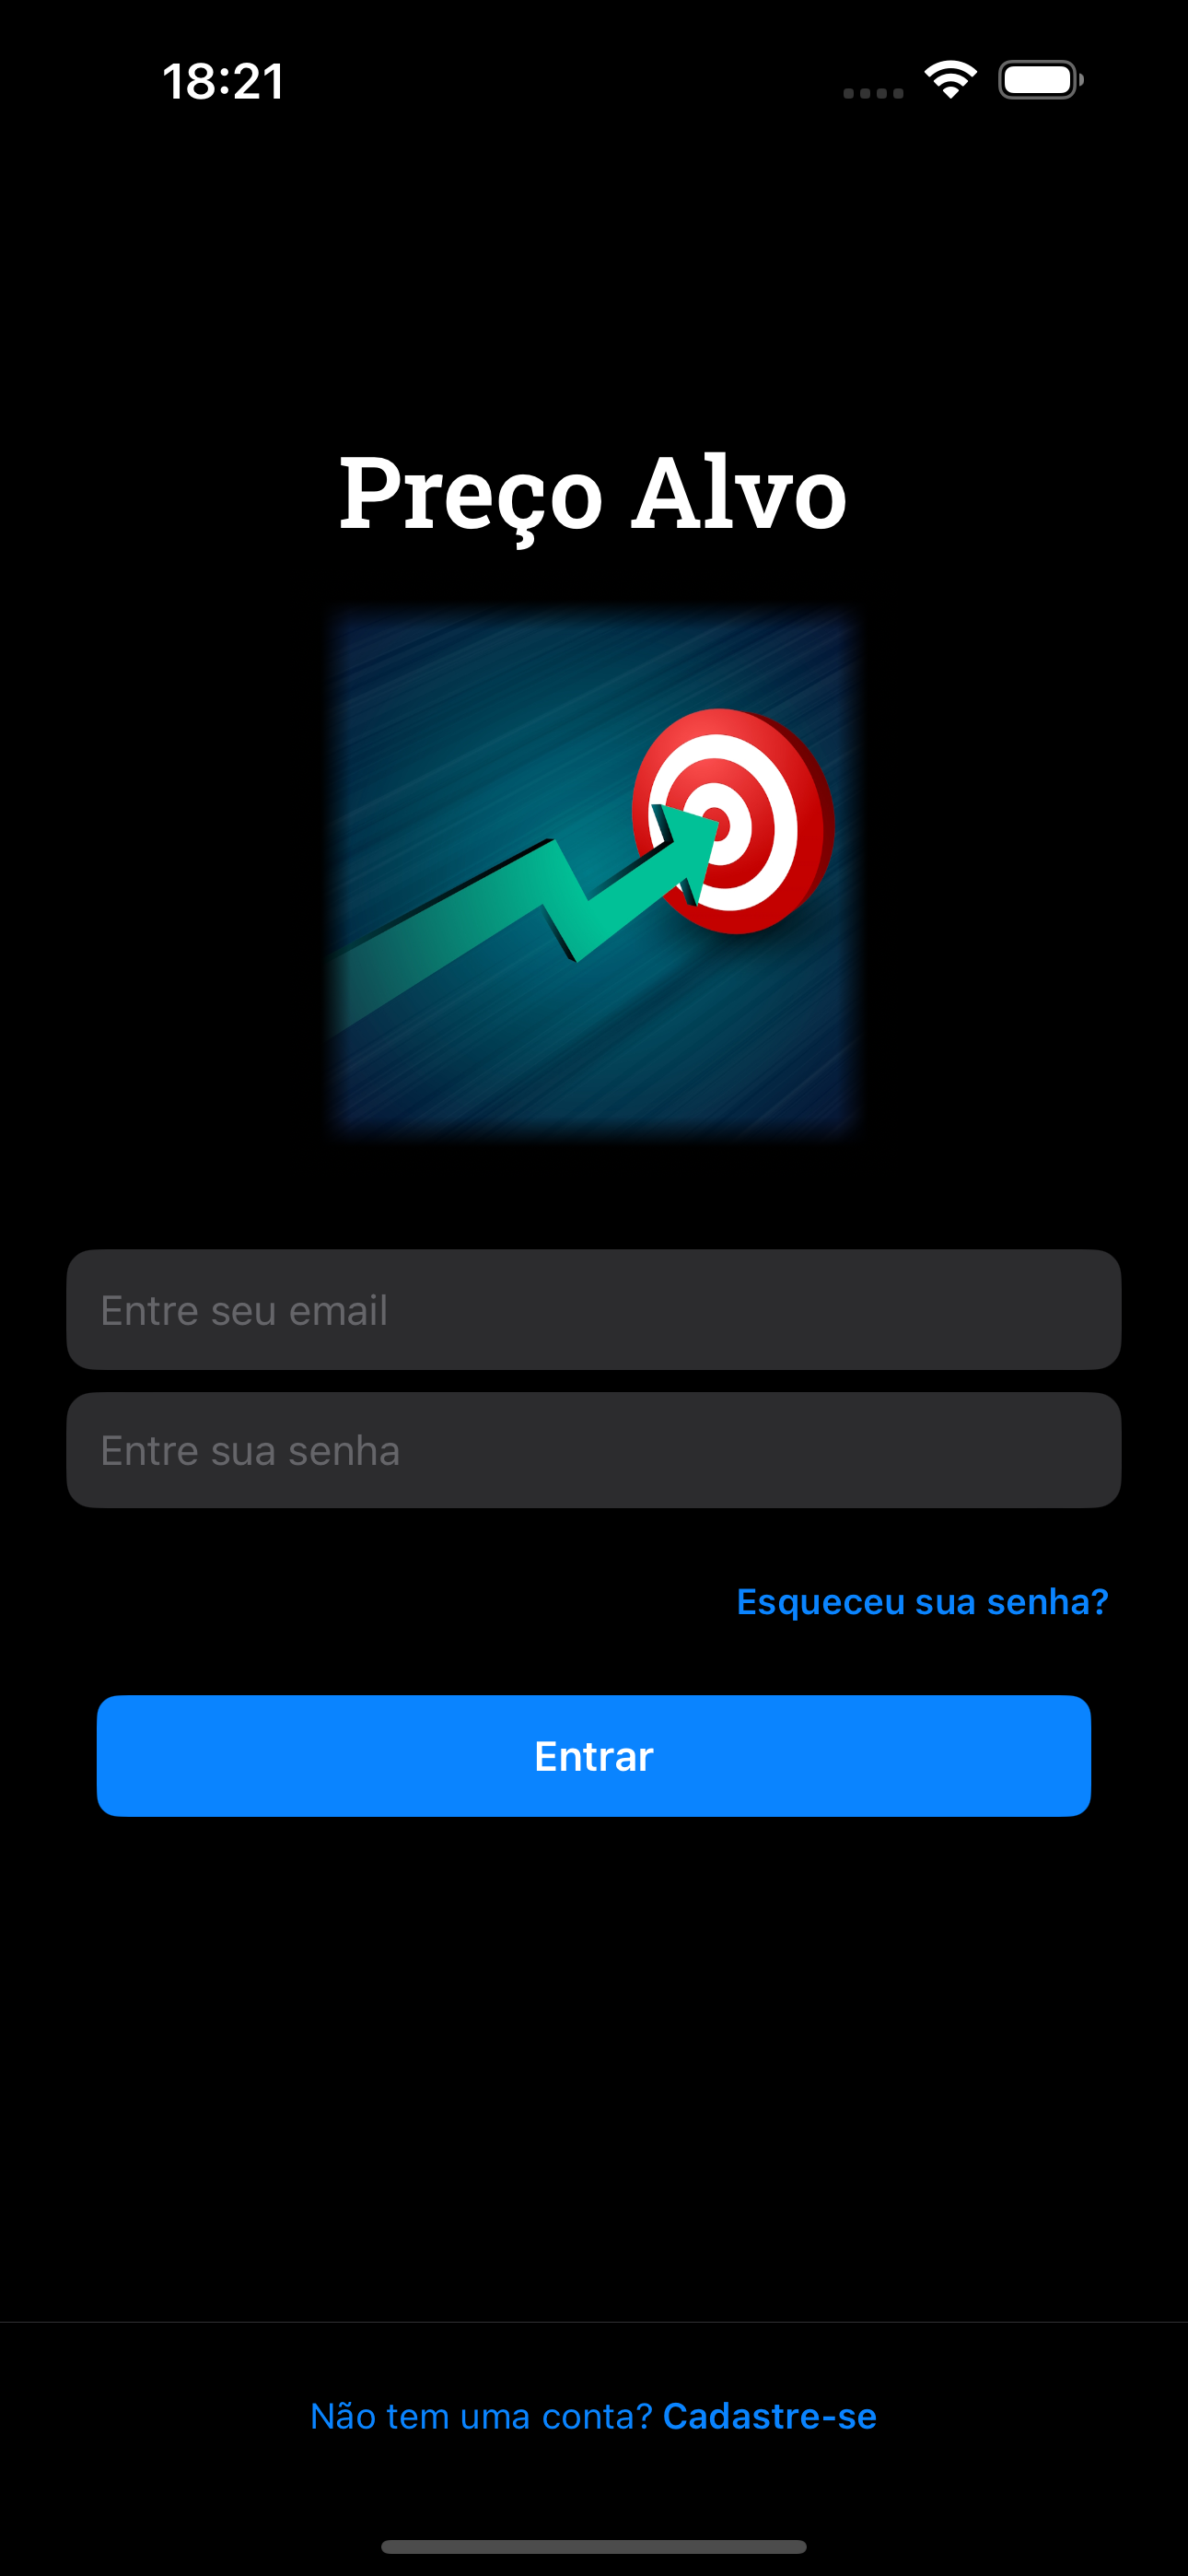 18:21
Preço Alvo
Entre seu email
Entre sua senha
Esqueceu sua senha?
Entrar
Não tem uma conta? Cadastre-se